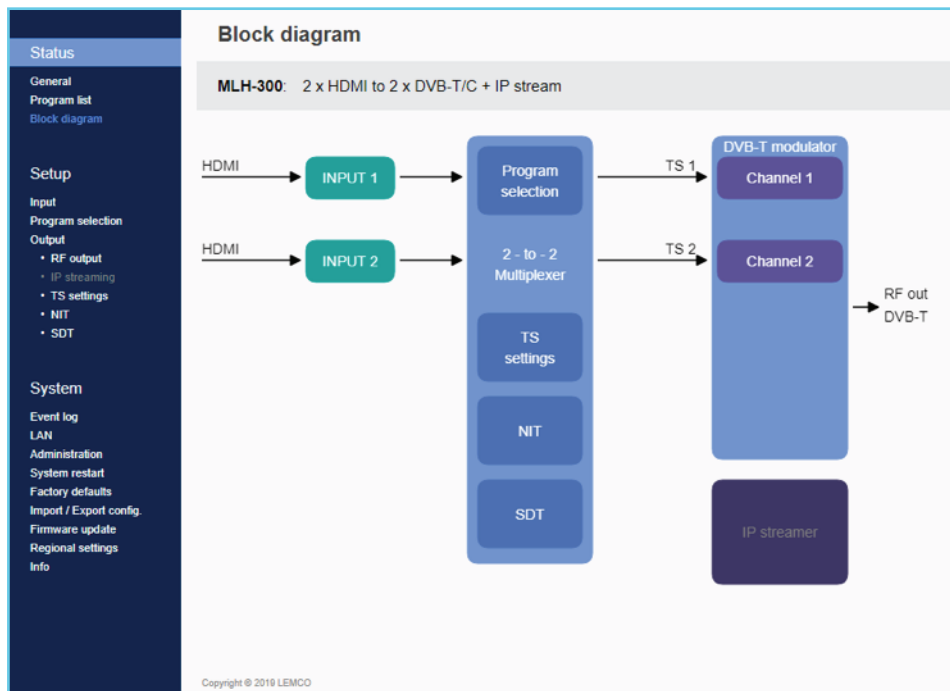 Status
General
Program list
Block diagram
Setup
Input
Program selection
Output
• RF output
• IP streaming
• TS settings
• NIT
• SDT
System
Event log
LAN
Administration
System restart
Factory defaults
Import / Export config.
Firmware update
Regional settings
Info
Block diagram
MLH-300: 2 x HDMI to 2 x DVB-T/C + IP stream
HDMI
INPUT 1
Program
selection
TS 1
DVB-T modulator
Channel 1
HDMI
INPUT 2
2 - to - 2
Multiplexer
TS 2
Channel 2
RF out
DVB-T
TS
settings
NIT
SDT
IP streamer
Copyright © 2019 LEMCO